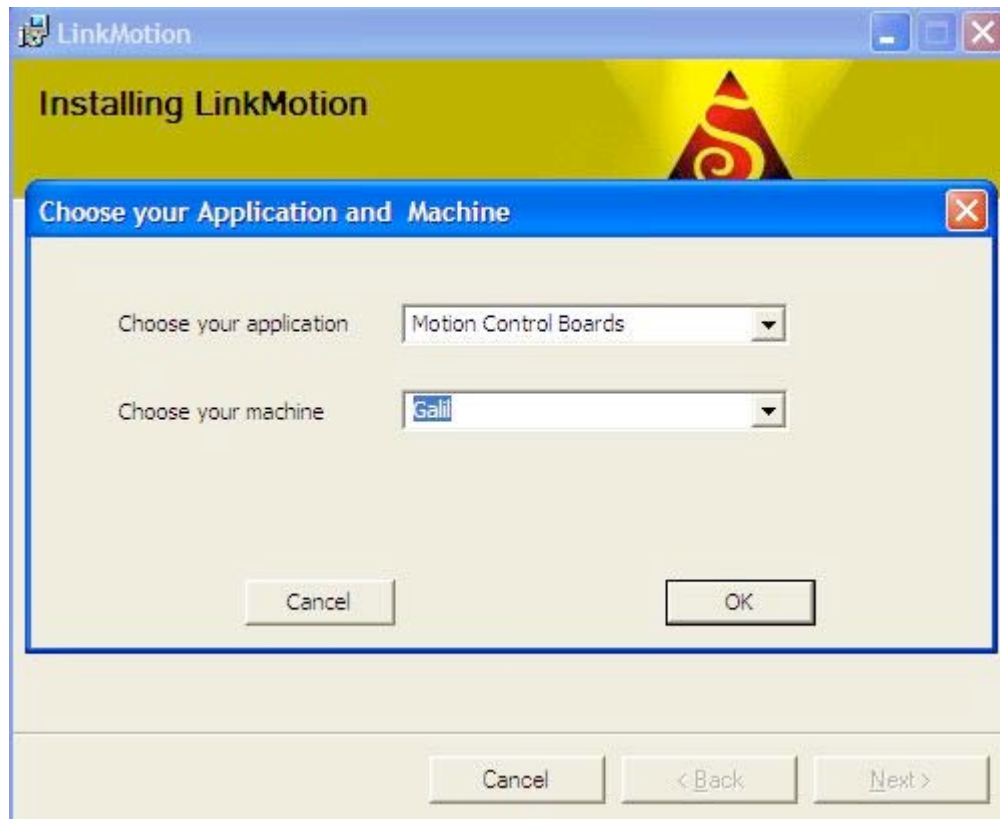 LinkMotion
Installing LinkMotion
Choose your Application and Machine
Choose your application Motion Control Boards
Choose your machine Galil
Cancel OK
Cancel < Back Next >